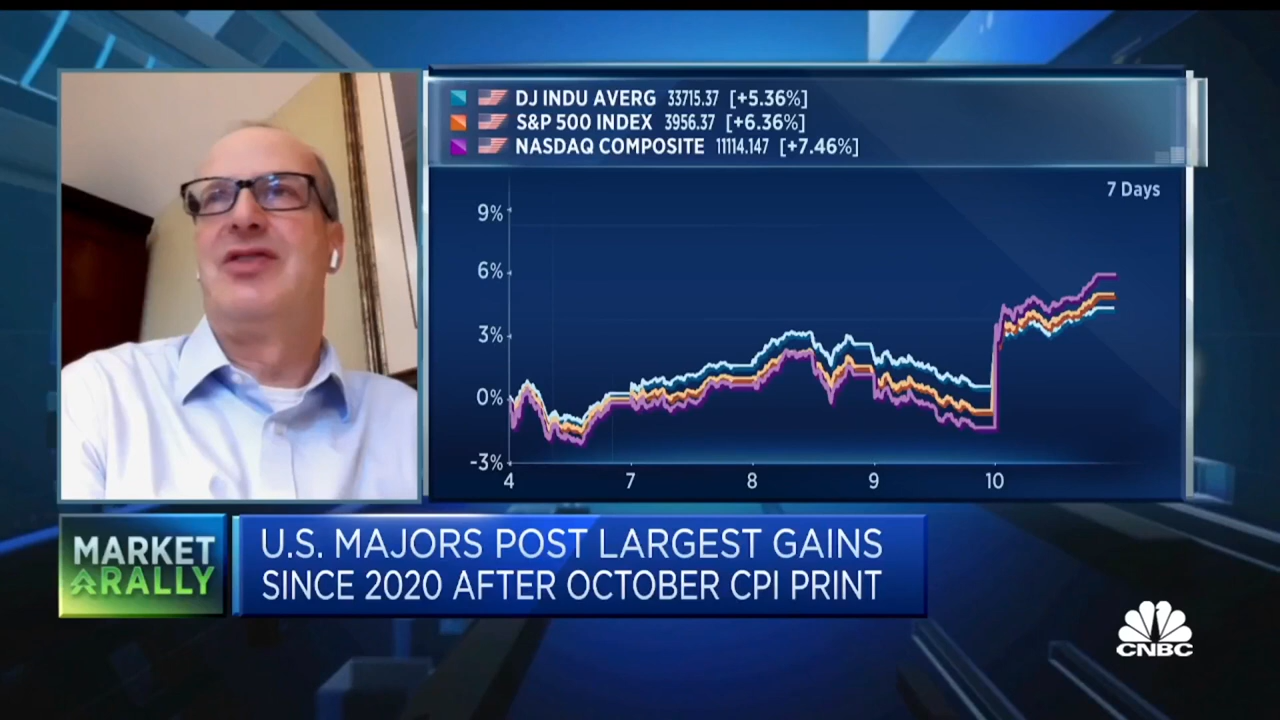 DJ INDU AVERG 33715.37 [+5.36%]
S&P 500 INDEX 3956.37 [+6.36%]
NASDAQ COMPOSITE 11114.147 [+7.46%]
7 Days
9%
6%
3%
0%
-3%
4 7 8 9 10
MARKET
RALLY
U.S. MAJORS POST LARGEST GAINS
SINCE 2020 AFTER OCTOBER CPI PRINT
CNBC